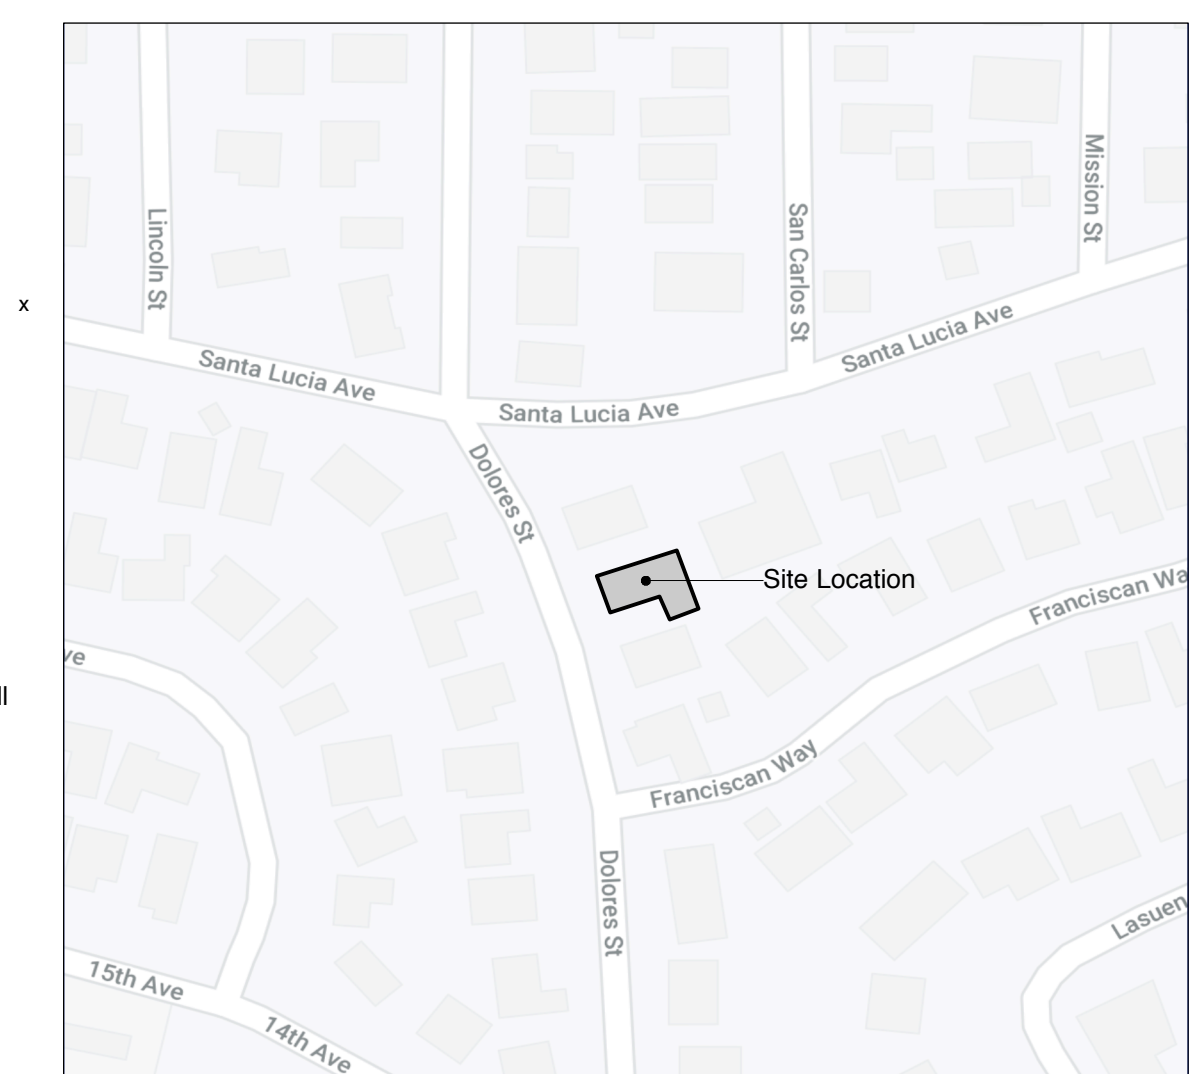 Lincoln St
San Carlos St
Mission St
x
Santa Lucia Ave
Santa Lucia Ave
Santa Lucia Ave
Dolores St
Site Location
Franciscan Wa
ve
ll
Franciscan Way
Dolores St
Lasuen
15th Ave
14th Ave